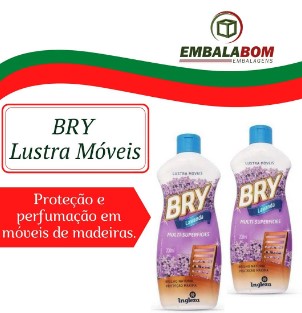 EMBALABOM
EMBALAGENS
BRY
Lustra Móveis
Proteção e
perfumação em
móveis de madeiras.
LUSTRA MÓVEIS
BRY
Lavanda
MULTI SUPERFÍCIES
Ingleza
LUSTRA MÓVEIS
BRY
Lavanda
MULTI SUPERFÍCIES
Ingleza